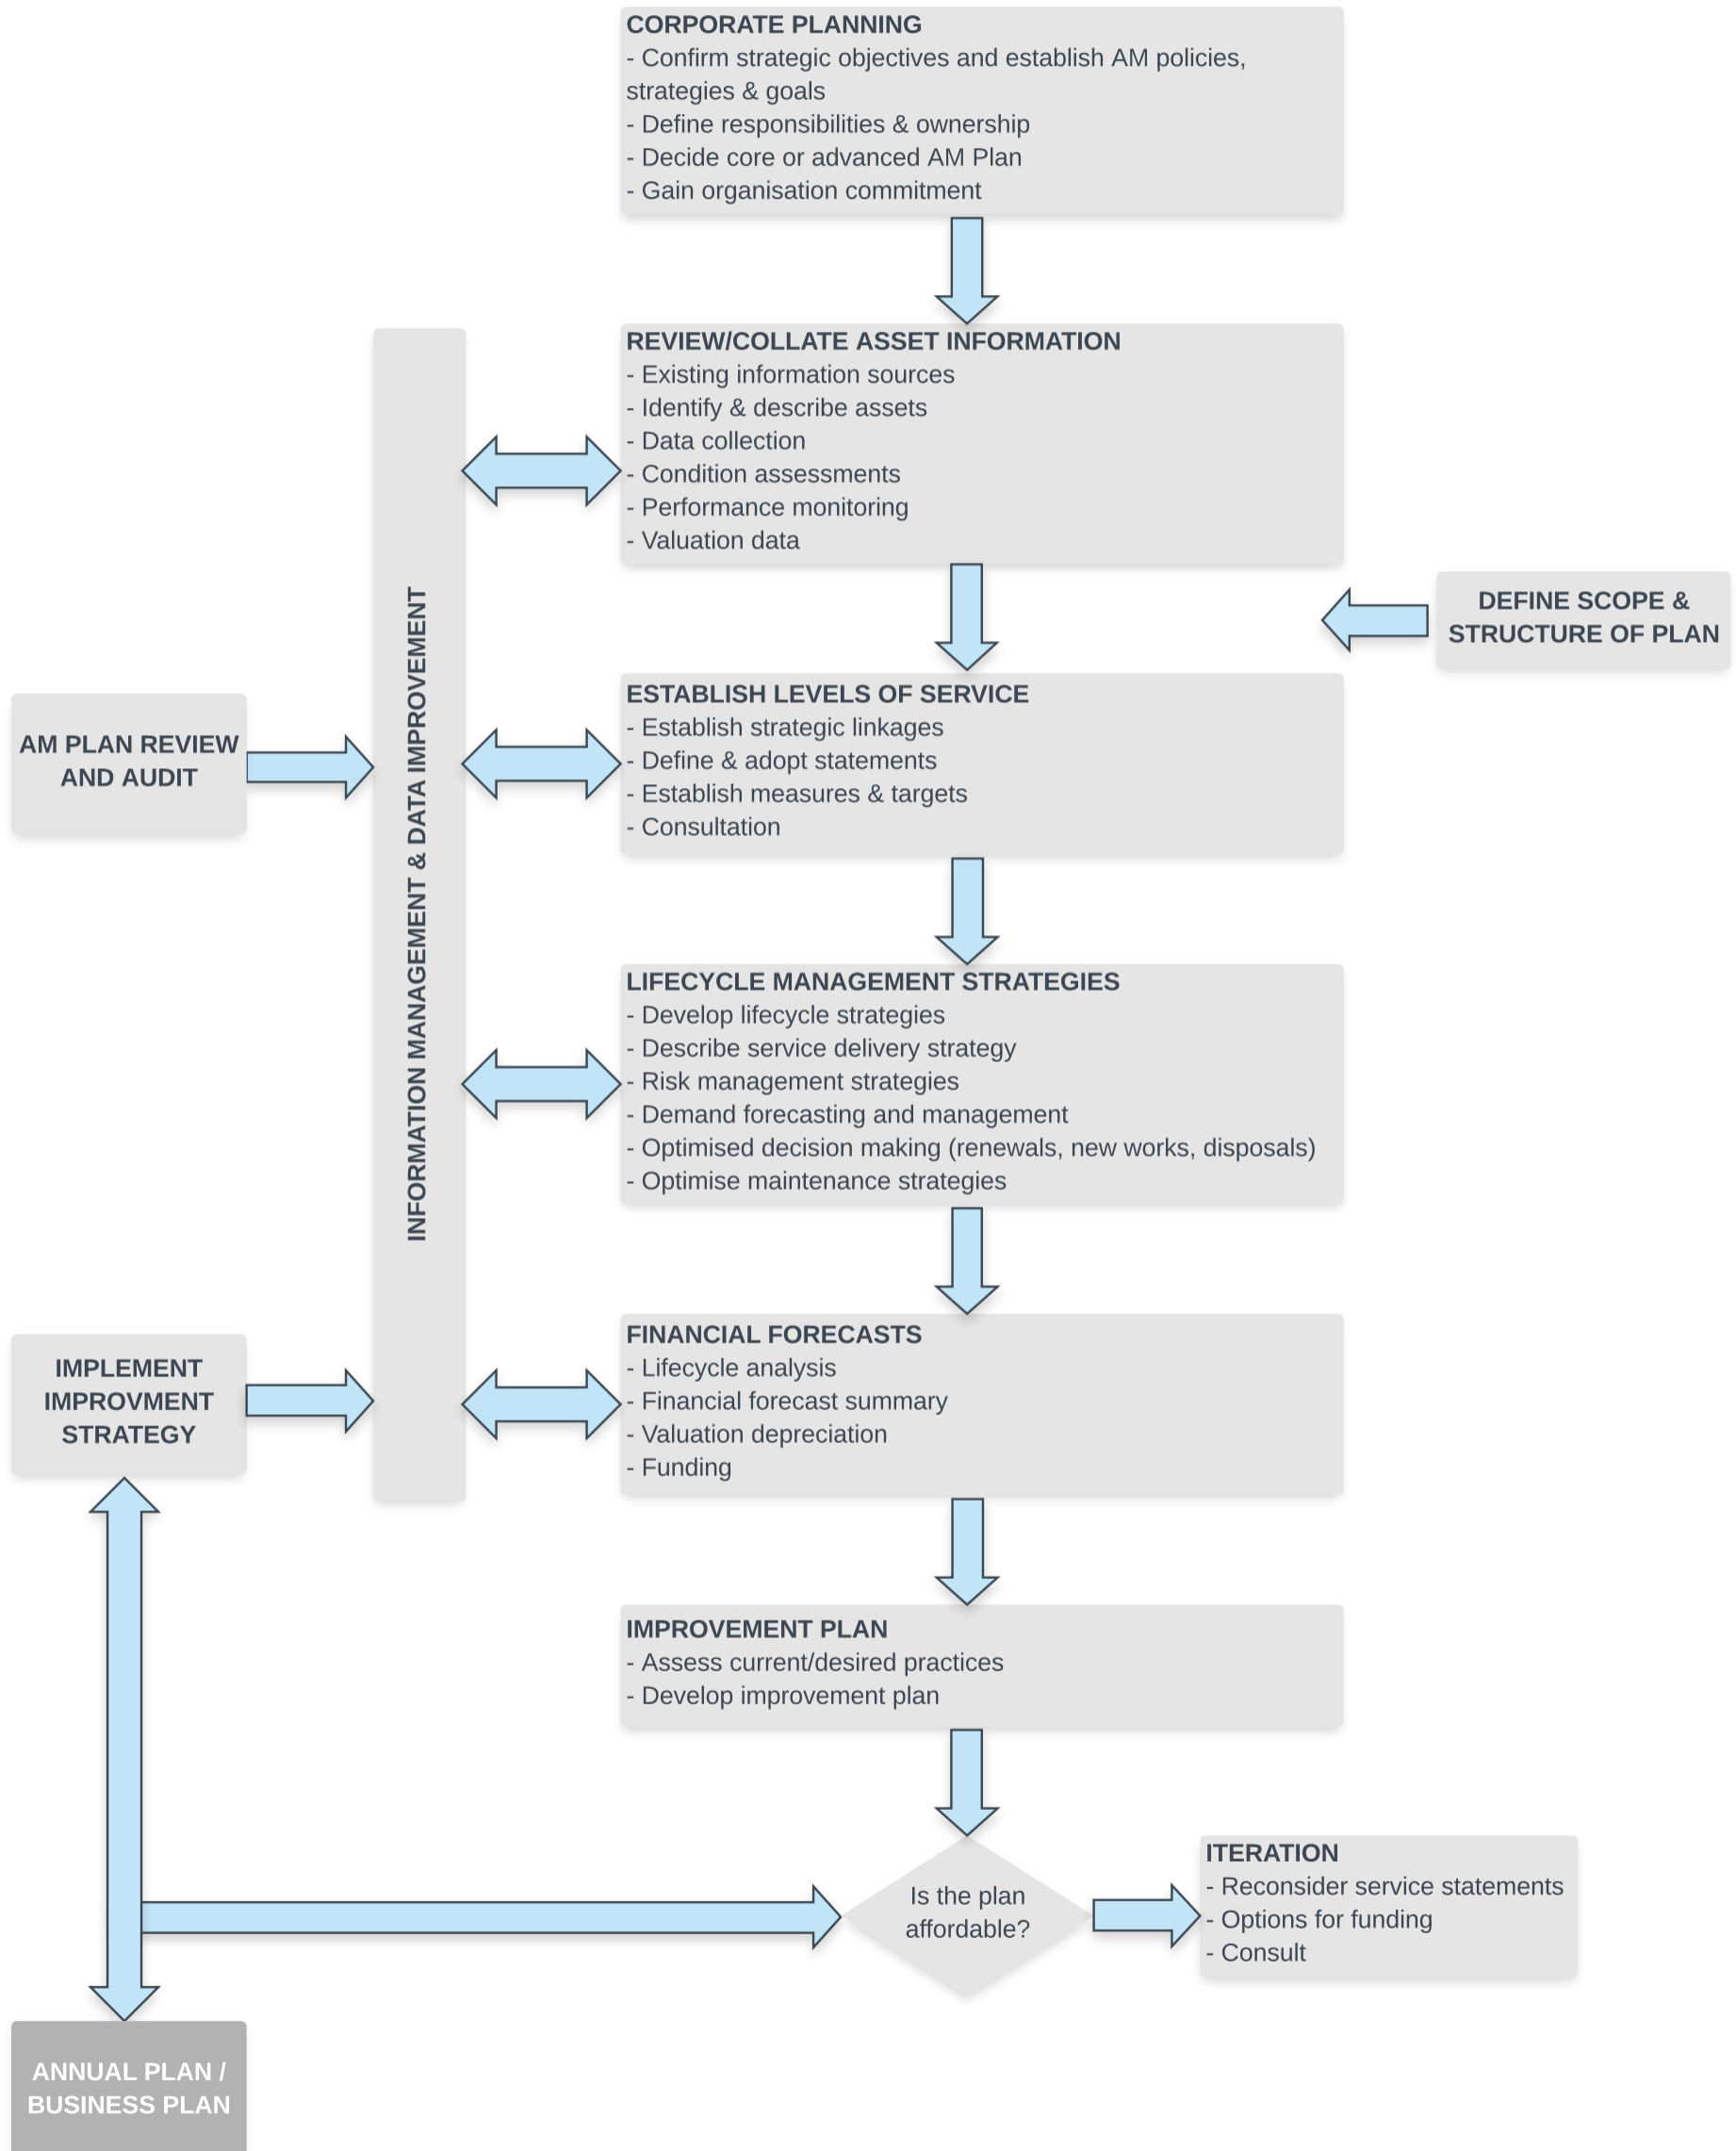 CORPORATE PLANNING
- Confirm strategic objectives and establish AM policies,
strategies & goals
- Define responsibilities & ownership
- Decide core or advanced AM Plan
- Gain organisation commitment
REVIEW/COLLATE ASSET INFORMATION
- Existing information sources
- Identify & describe assets
- Data collection
- Condition assessments
- Performance monitoring
- Valuation data
DEFINE SCOPE &
STRUCTURE OF PLAN
INFORMATION MANAGEMENT & DATA IMPROVEMENT
AM PLAN REVIEW
AND AUDIT
ESTABLISH LEVELS OF SERVICE
- Establish strategic linkages
- Define & adopt statements
- Establish measures & targets
- Consultation
LIFECYCLE MANAGEMENT STRATEGIES
- Develop lifecycle strategies
- Describe service delivery strategy
- Risk management strategies
- Demand forecasting and management
- Optimised decision making (renewals, new works, disposals)
- Optimise maintenance strategies
IMPLEMENT
IMPROVMENT
STRATEGY
FINANCIAL FORECASTS
- Lifecycle analysis
- Financial forecast summary
- Valuation depreciation
- Funding
IMPROVEMENT PLAN
- Assess current/desired practices
- Develop improvement plan
Is the plan
affordable?
ITERATION
- Reconsider service statements
- Options for funding
- Consult
ANNUAL PLAN /
BUSINESS PLAN